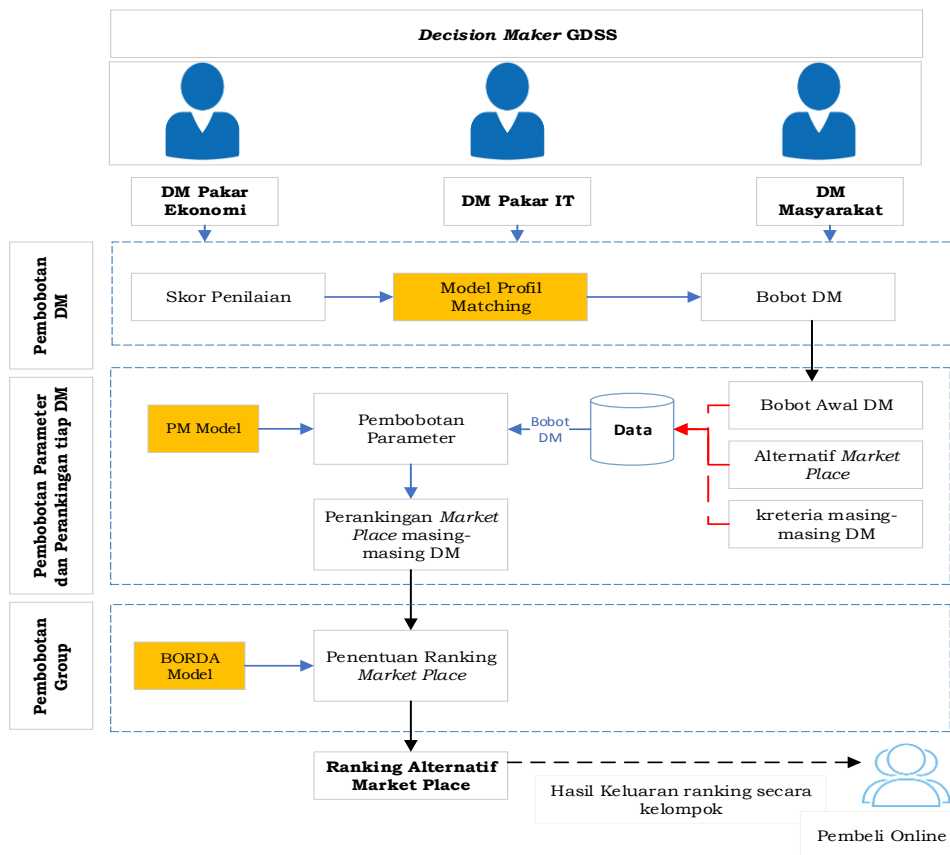 Decision Maker GDSS
DM Pakar
Ekonomi
DM Pakar IT
DM
Masyarakat
Pembobotan
DM
Skor Penilaian
Model Profil
Matching
Bobot DM
Pembobotan Parameter
dan Perankingan tiap DM
PM Model
Pembobotan
Parameter
Bobot
DM
Data
Bobot Awal DM
Alternatif Market
Place
kreteria masing-
masing DM
Perankingan Market
Place masing-
masing DM
Pembobotan
Group
BORDA
Model
Penentuan Ranking
Market Place
Ranking Alternatif
Market Place
Hasil Keluaran ranking secara
kelompok
Pembeli Online